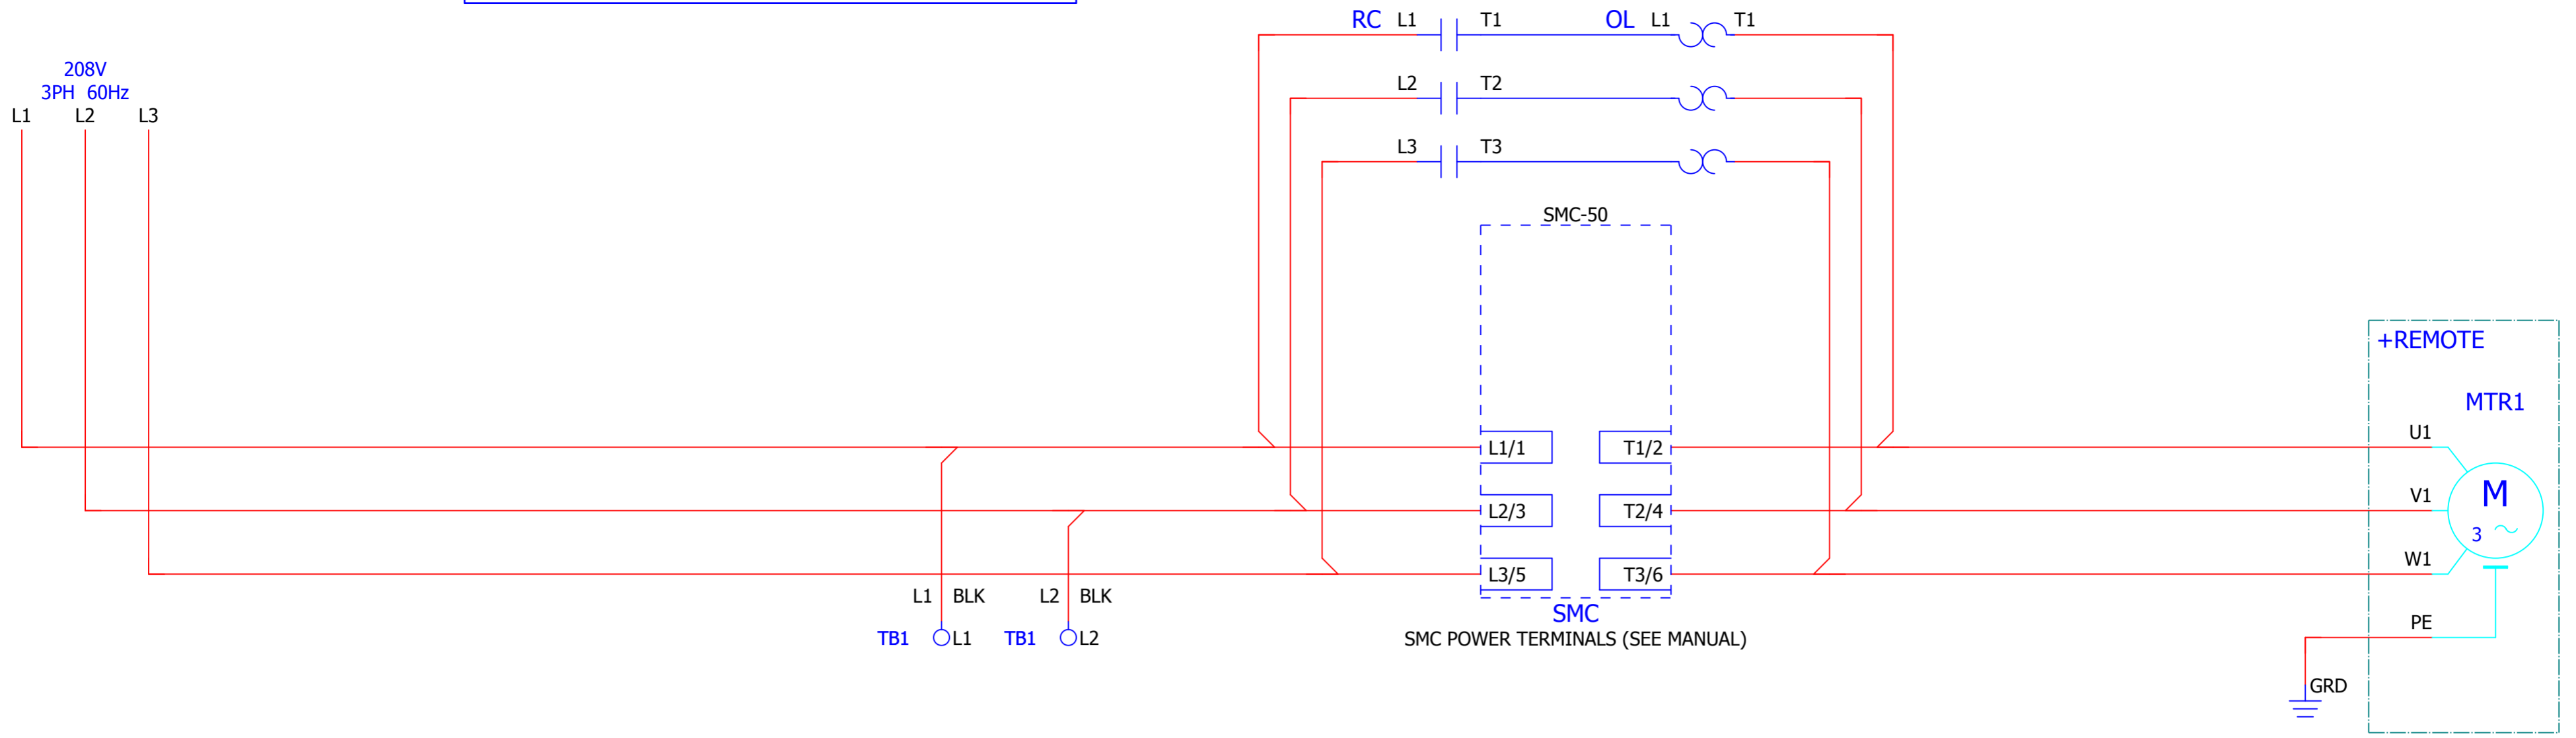 RC L1 T1 OL L1 T1
208V
3PH 60Hz
L1 L2 L3
L2 T2
L3 T3
SMC-50
+REMOTE
MTR1
U1
L1/1 T1/2
V1
M
3
L2/3 T2/4
W1
L3/5 T3/6
L1 BLK L2 BLK
SMC
PE
TB1 L1 TB1 L2
SMC POWER TERMINALS (SEE MANUAL)
GRD